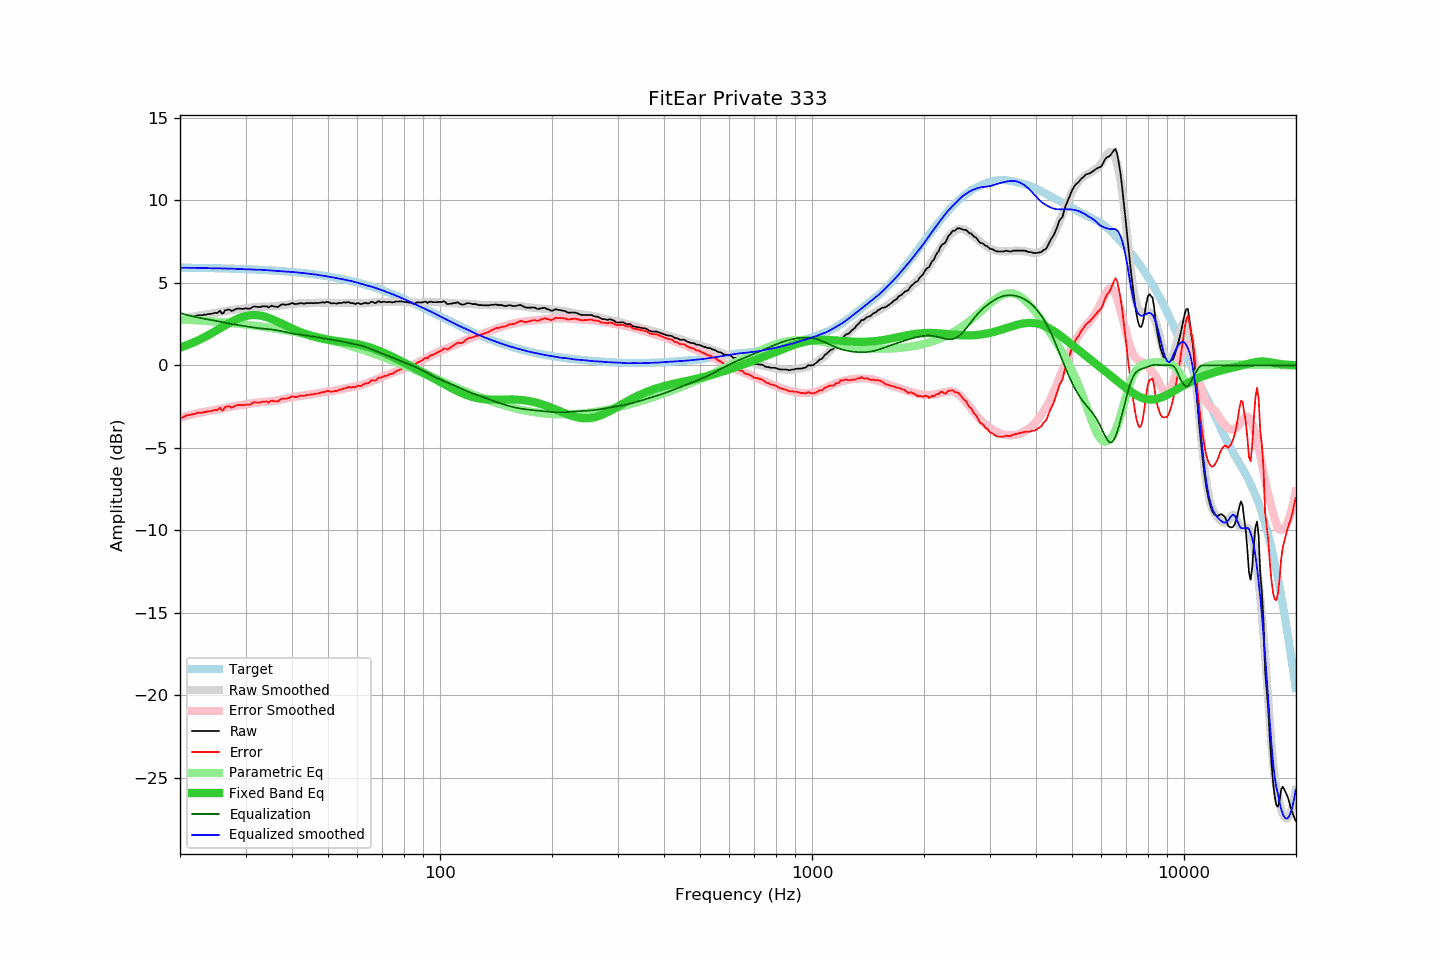 FitEar Private 333
15
10
5
0
−5
−10
−15
−20
−25
Amplitude (dBr)
Target
Raw Smoothed
Error Smoothed
Raw
Error
Parametric Eq
Fixed Band Eq
Equalization
Equalized smoothed
100
1000
10000
Frequency (Hz)